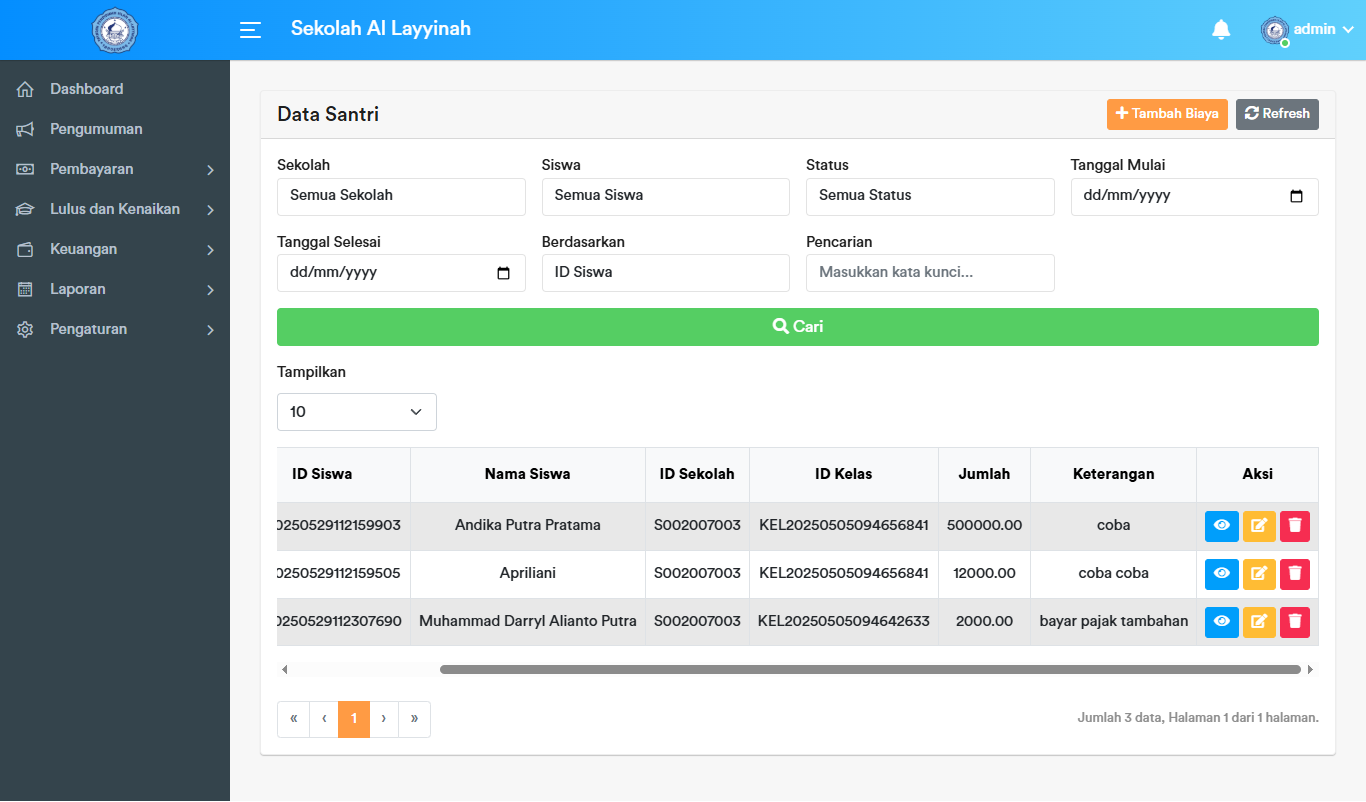 Sekolah Al Layyinah
admin
Dashboard
Pengumuman
Pembayaran
Lulus dan Kenaikan
Keuangan
Laporan
Pengaturan
Data Santri
Tambah Biaya
Refresh
Sekolah
Siswa
Status
Tanggal Mulai
Semua Sekolah
Semua Siswa
Semua Status
dd/mm/yyyy
Tanggal Selesai
Berdasarkan
Pencarian
dd/mm/yyyy
ID Siswa
Masukkan kata kunci...
Cari
Tampilkan
10
ID Siswa Nama Siswa ID Sekolah ID Kelas Jumlah Keterangan Aksi
0250529112159903 Andika Putra Pratama S002007003 KEL20250505094656841 500000.00 coba
0250529112159505 Apriliani S002007003 KEL20250505094656841 12000.00 coba coba
0250529112307690 Muhammad Darryl Alianto Putra S002007003 KEL20250505094642633 2000.00 bayar pajak tambahan
« ‹ 1 › »
Jumlah 3 data, Halaman 1 dari 1 halaman.